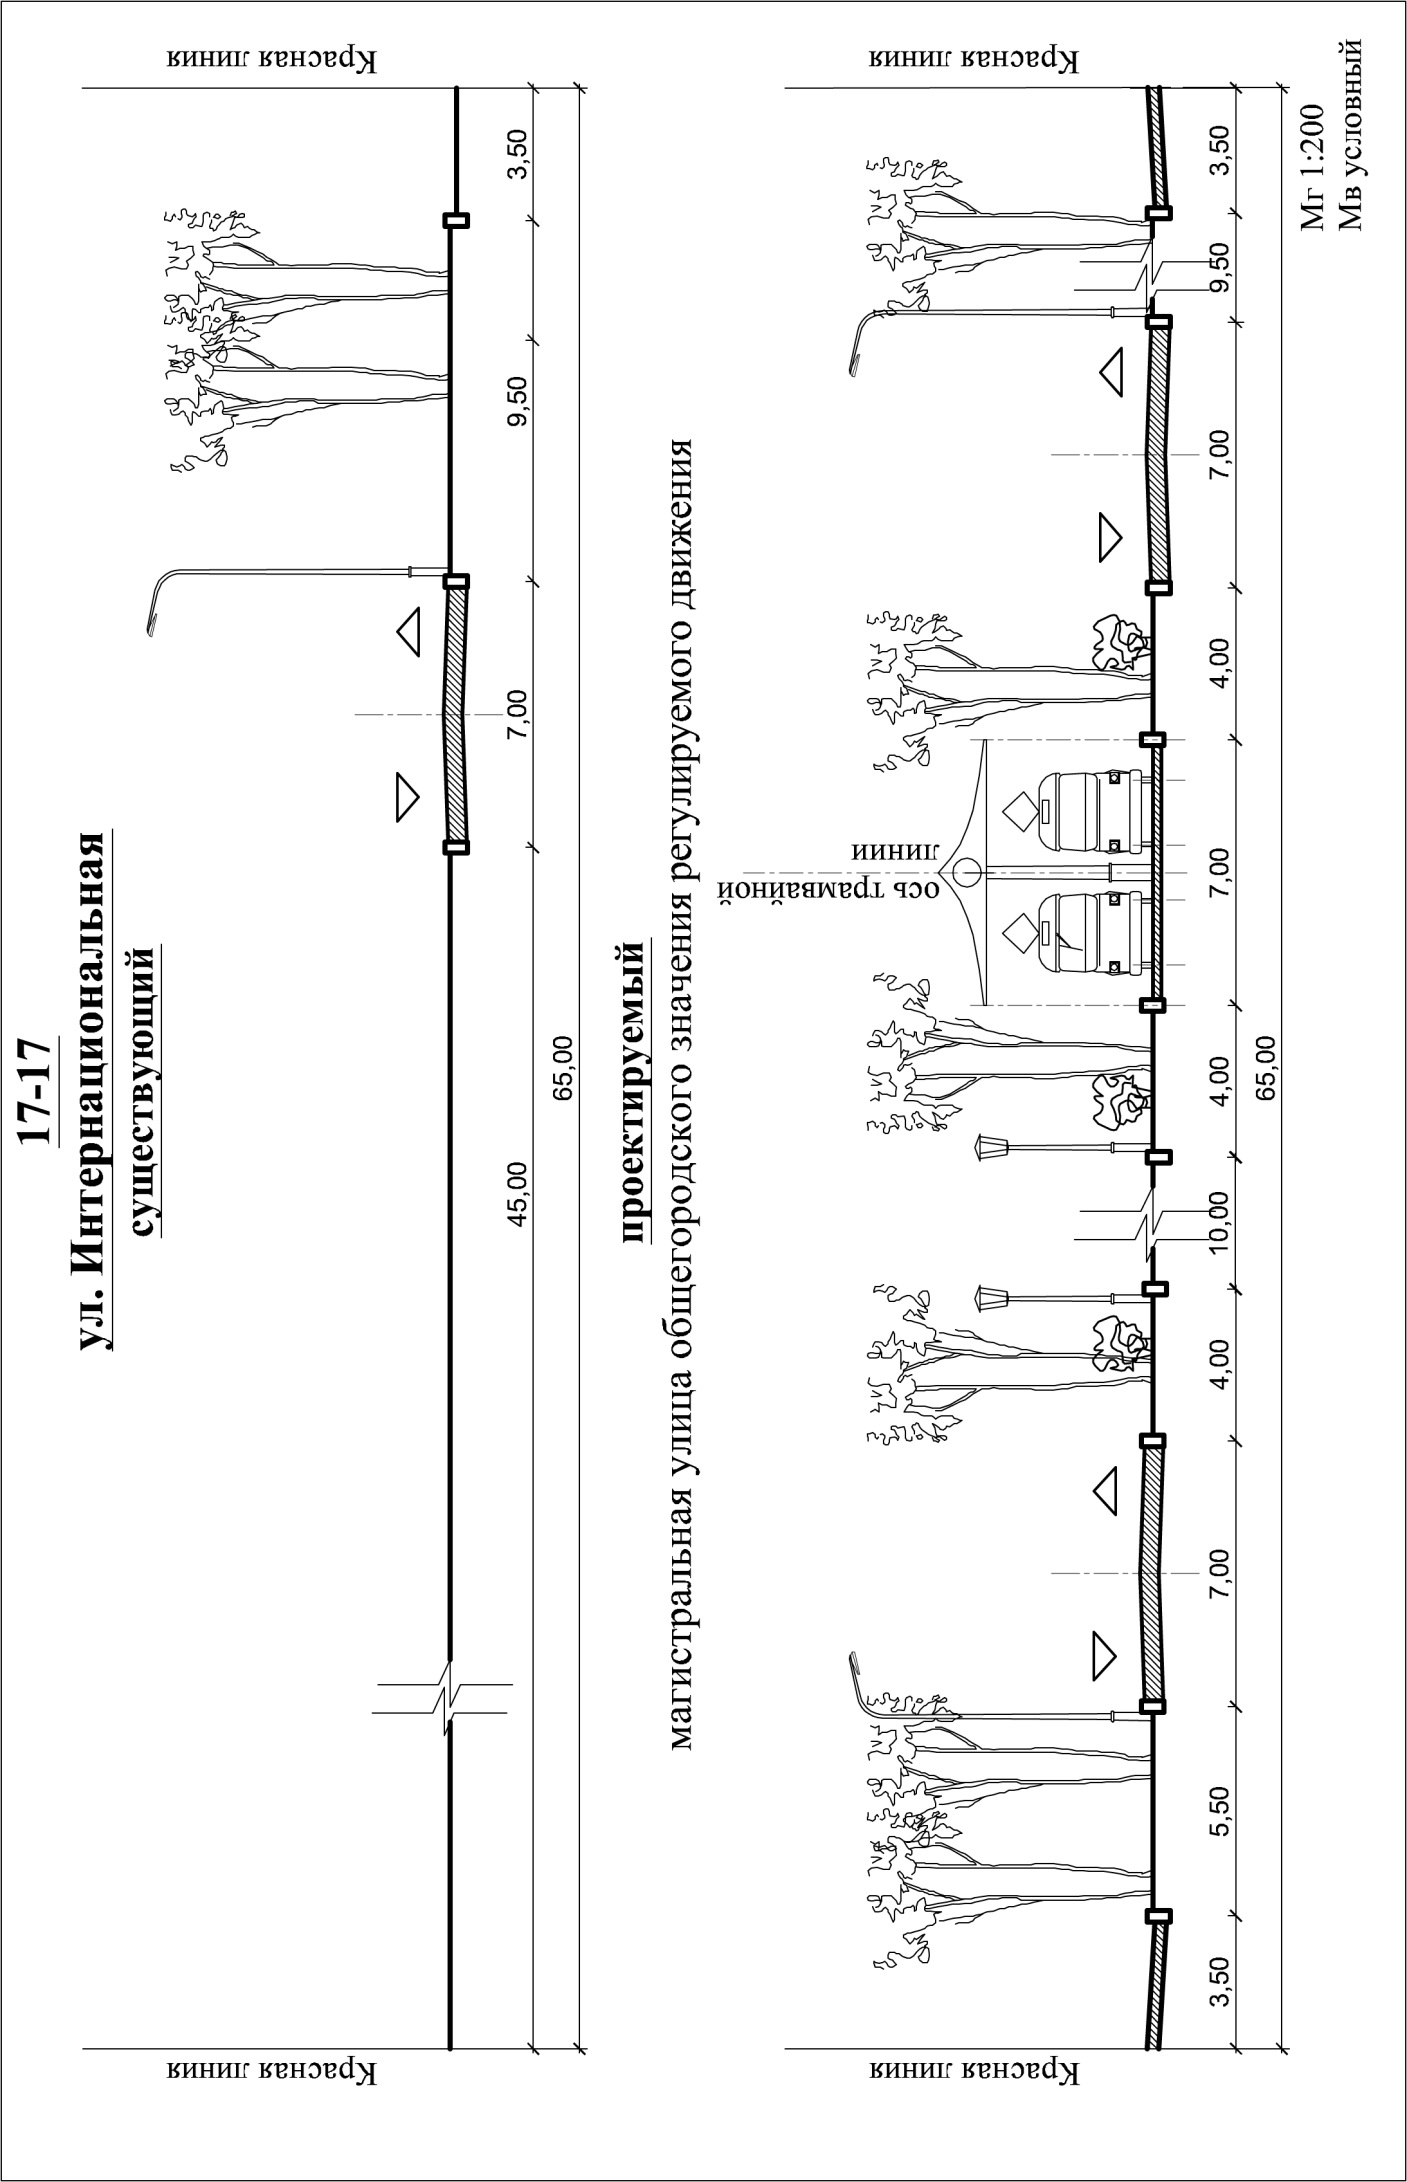 17-17
ул. Интернациональная
существующий
Красная линия
Красная линия
45,00
7,00
9,50
3,50
65,00
проектируемый
магистральная улица общегородского значения регулируемого движения
Красная линия
ось трамвайной
линии
Красная линия
3,50
5,50
7,00
4,00
10,00
4,00
7,00
4,00
7,00
9,50
3,50
65,00
Мг 1:200
Мв условный